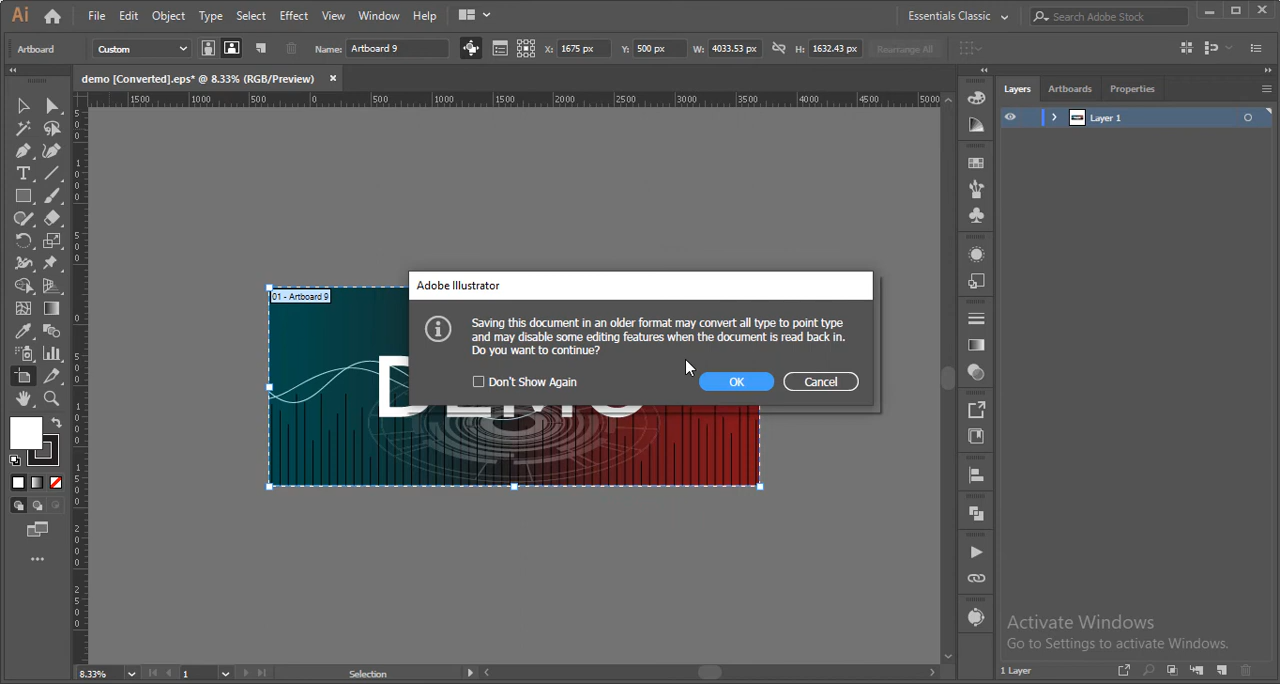 Ai File Edit Object Type Select Effect View Window Help Essentials Classic Search Adobe Stock
Artboard Custom Name: Artboard 9 X: 1675 px Y: 500 px W: 4033.53 px H: 1632.43 px Rearrange All
demo [Converted].eps* @ 8.33% (RGB/Preview) ×
Layers Artboards Properties
1500 1000 500 0 500 1000 1500 2000 2500 3000 3500 4000 4500 5000
Layer 1
01 - Artboard 9
DEMO
Adobe Illustrator
Saving this document in an older format may convert all type to point type
and may disable some editing features when the document is read back in.
Do you want to continue?
Don't Show Again OK Cancel
Activate Windows
Go to Settings to activate Windows.
8.33% 1 Selection 1 Layer